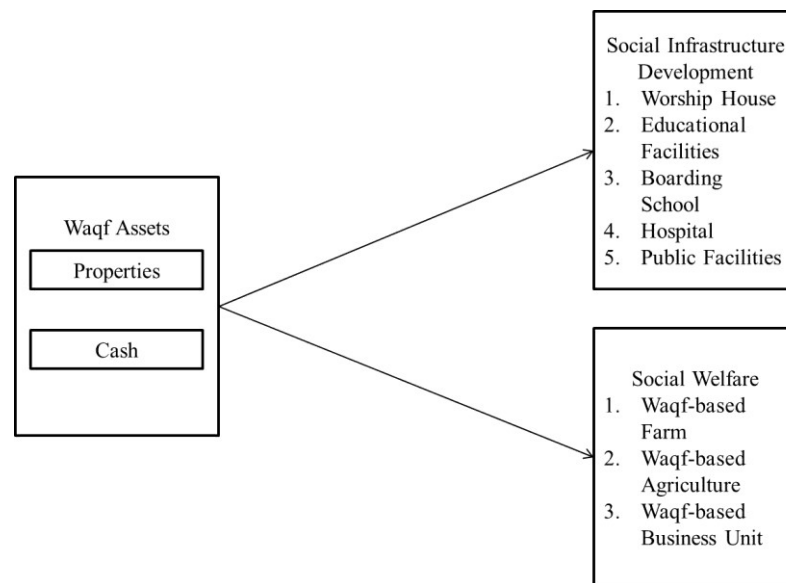 Waqf Assets
Properties
Cash
Social Infrastructure
Development
1. Worship House
2. Educational
Facilities
3. Boarding
School
4. Hospital
5. Public Facilities
Social Welfare
1. Waqf-based
Farm
2. Waqf-based
Agriculture
3. Waqf-based
Business Unit